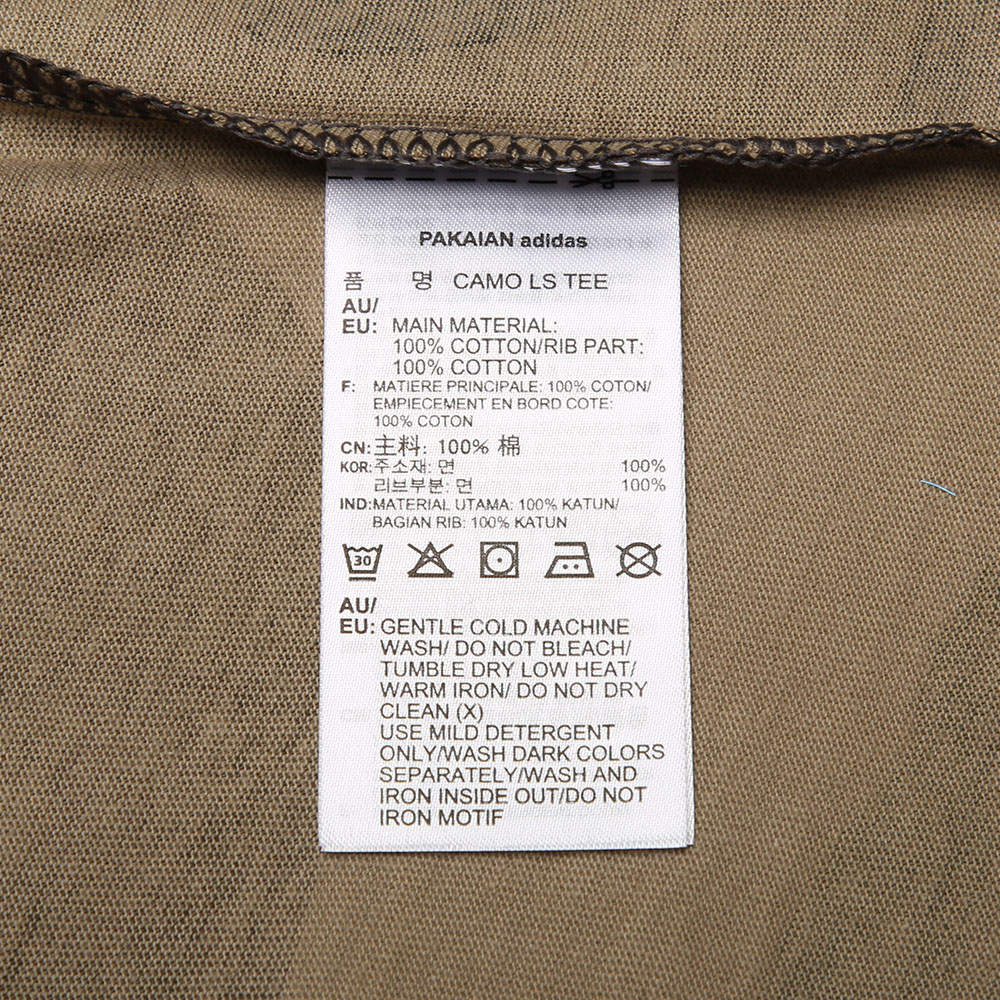 PAKAIAN adidas
품 명 CAMO LS TEE
AU/
EU: MAIN MATERIAL:
100% COTTON/RIB PART:
100% COTTON
F: MATIERE PRINCIPALE: 100% COTON/
EMPIECEMENT EN BORD COTE:
100% COTON
CN: 主料: 100% 棉
KOR: 주소재: 면 100%
리브부분: 면 100%
IND: MATERIAL UTAMA: 100% KATUN/
BAGIAN RIB: 100% KATUN
30
AU/
EU: GENTLE COLD MACHINE
WASH/ DO NOT BLEACH/
TUMBLE DRY LOW HEAT/
WARM IRON/ DO NOT DRY
CLEAN (X)
USE MILD DETERGENT
ONLY/WASH DARK COLORS
SEPARATELY/WASH AND
IRON INSIDE OUT/DO NOT
IRON MOTIF